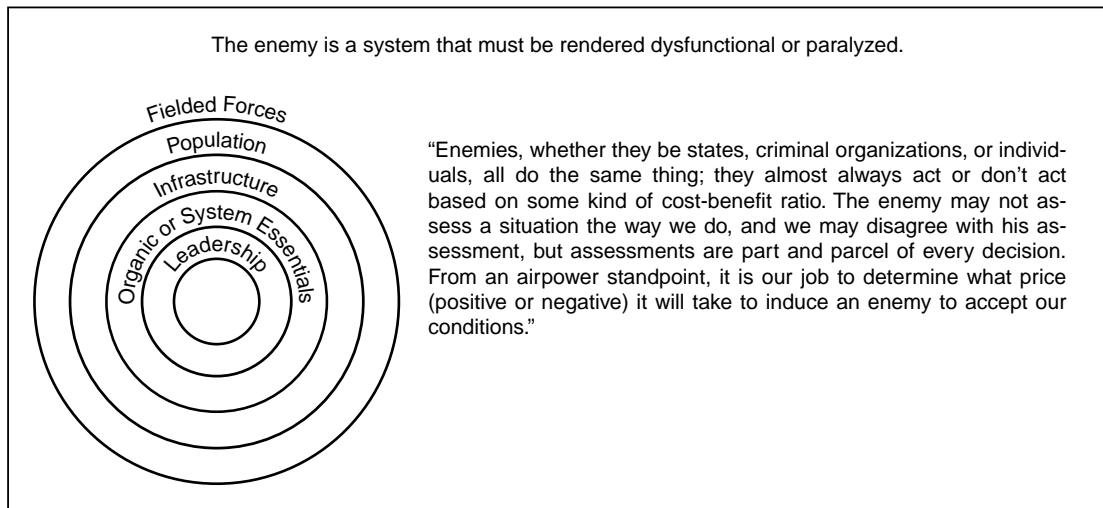 The enemy is a system that must be rendered dysfunctional or paralyzed.
Fielded Forces
Population
Infrastructure
Organic or System Essentials
Leadership
“Enemies, whether they be states, criminal organizations, or individ-
uals, all do the same thing; they almost always act or don’t act
based on some kind of cost-benefit ratio. The enemy may not as-
sess a situation the way we do, and we may disagree with his as-
sessment, but assessments are part and parcel of every decision.
From an airpower standpoint, it is our job to determine what price
(positive or negative) it will take to induce an enemy to accept our
conditions.”